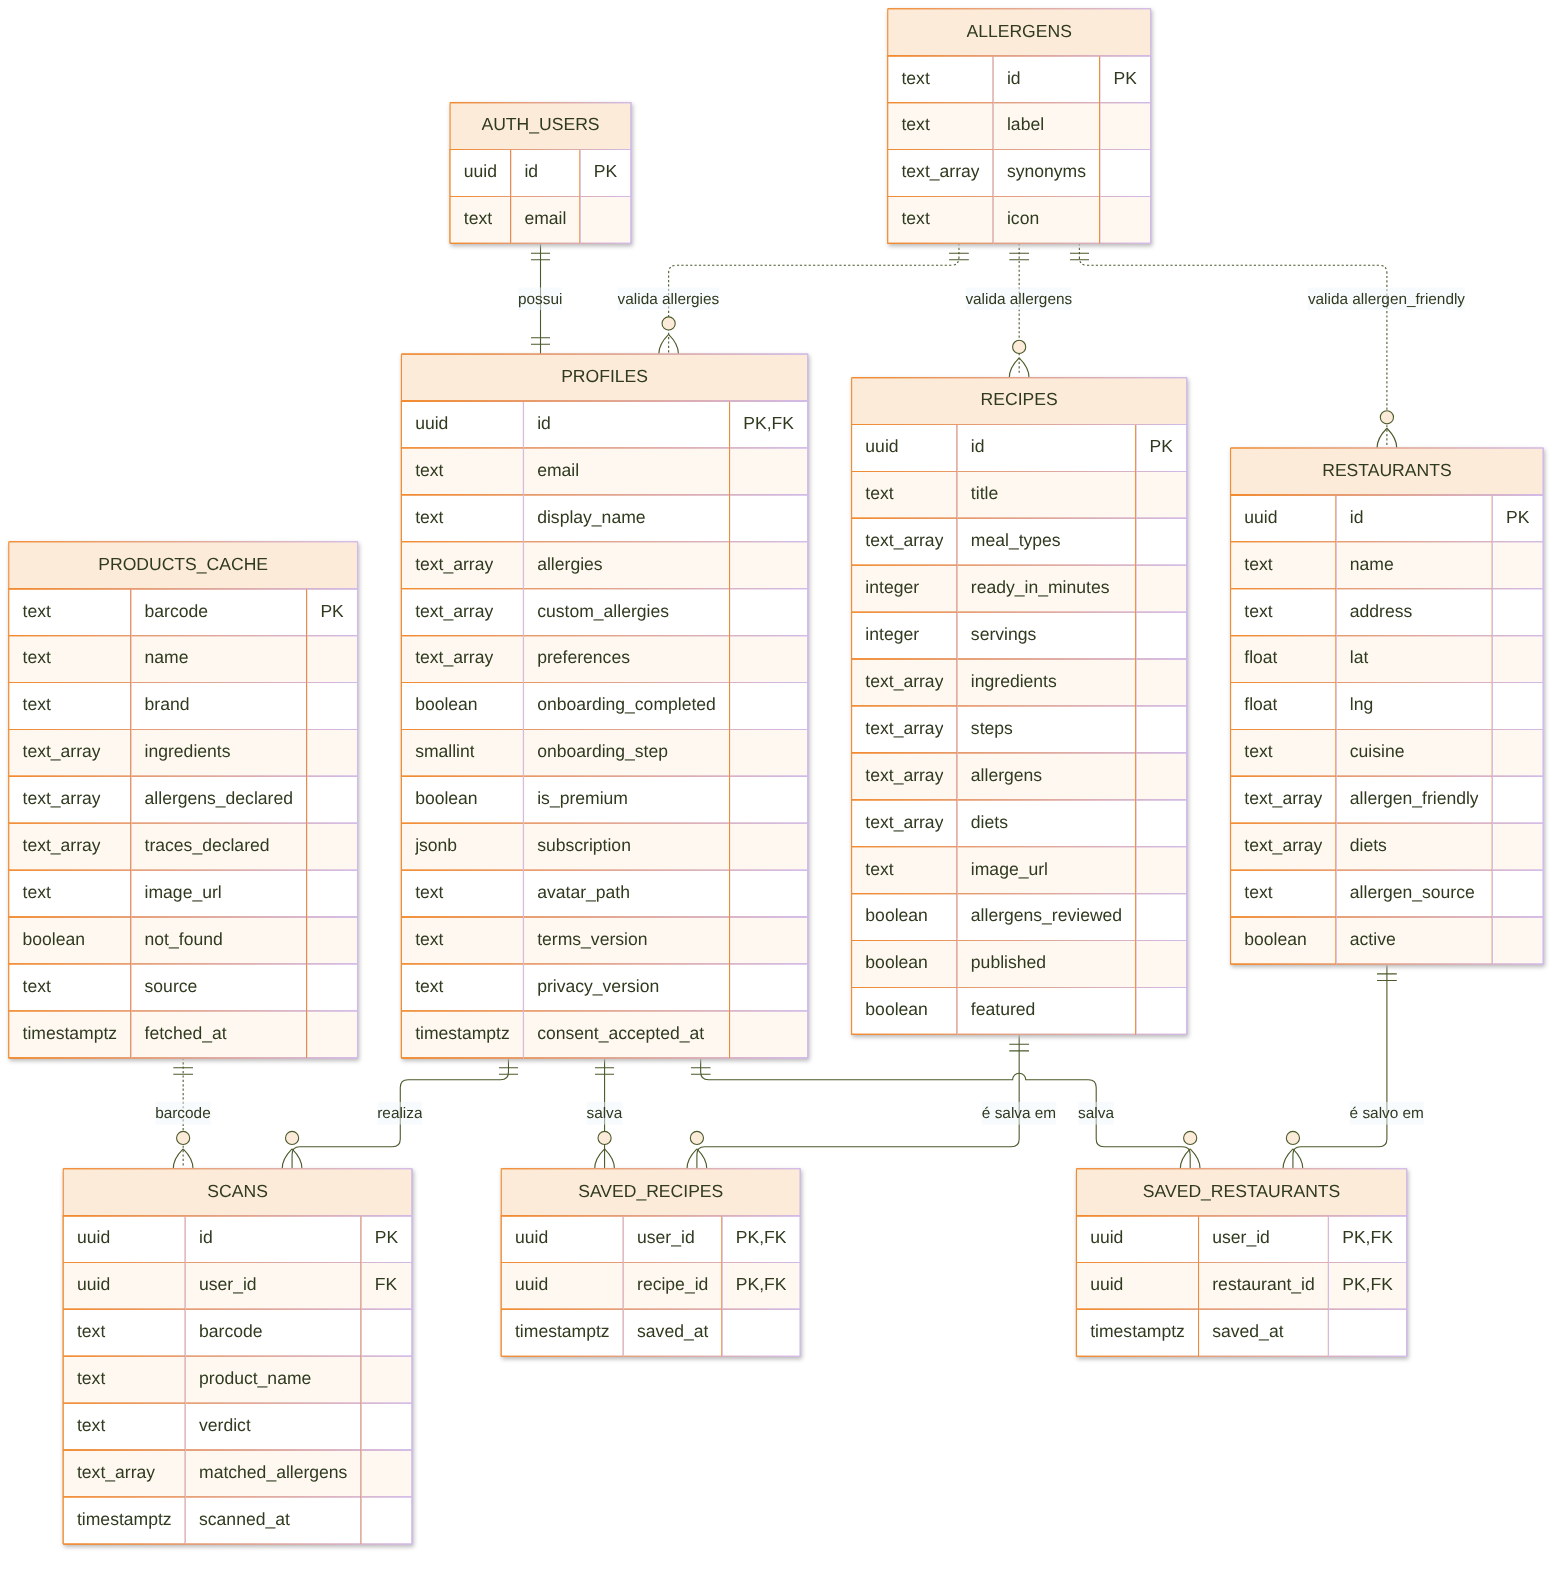 ALLERGENS
text id PK
text label
text_array synonyms
text icon
AUTH_USERS
uuid id PK
text email
possui
valida allergies
valida allergens
valida allergen_friendly
PROFILES
uuid id PK,FK
text email
text display_name
text_array allergies
text_array custom_allergies
text_array preferences
boolean onboarding_completed
smallint onboarding_step
boolean is_premium
jsonb subscription
text avatar_path
text terms_version
text privacy_version
timestamptz consent_accepted_at
RECIPES
uuid id PK
text title
text_array meal_types
integer ready_in_minutes
integer servings
text_array ingredients
text_array steps
text_array allergens
text_array diets
text image_url
boolean allergens_reviewed
boolean published
boolean featured
RESTAURANTS
uuid id PK
text name
text address
float lat
float lng
text cuisine
text_array allergen_friendly
text_array diets
text allergen_source
boolean active
PRODUCTS_CACHE
text barcode PK
text name
text brand
text_array ingredients
text_array allergens_declared
text_array traces_declared
text image_url
boolean not_found
text source
timestamptz fetched_at
barcode
realiza
salva
é salva em
salva
é salvo em
SCANS
uuid id PK
uuid user_id FK
text barcode
text product_name
text verdict
text_array matched_allergens
timestamptz scanned_at
SAVED_RECIPES
uuid user_id PK,FK
uuid recipe_id PK,FK
timestamptz saved_at
SAVED_RESTAURANTS
uuid user_id PK,FK
uuid restaurant_id PK,FK
timestamptz saved_at